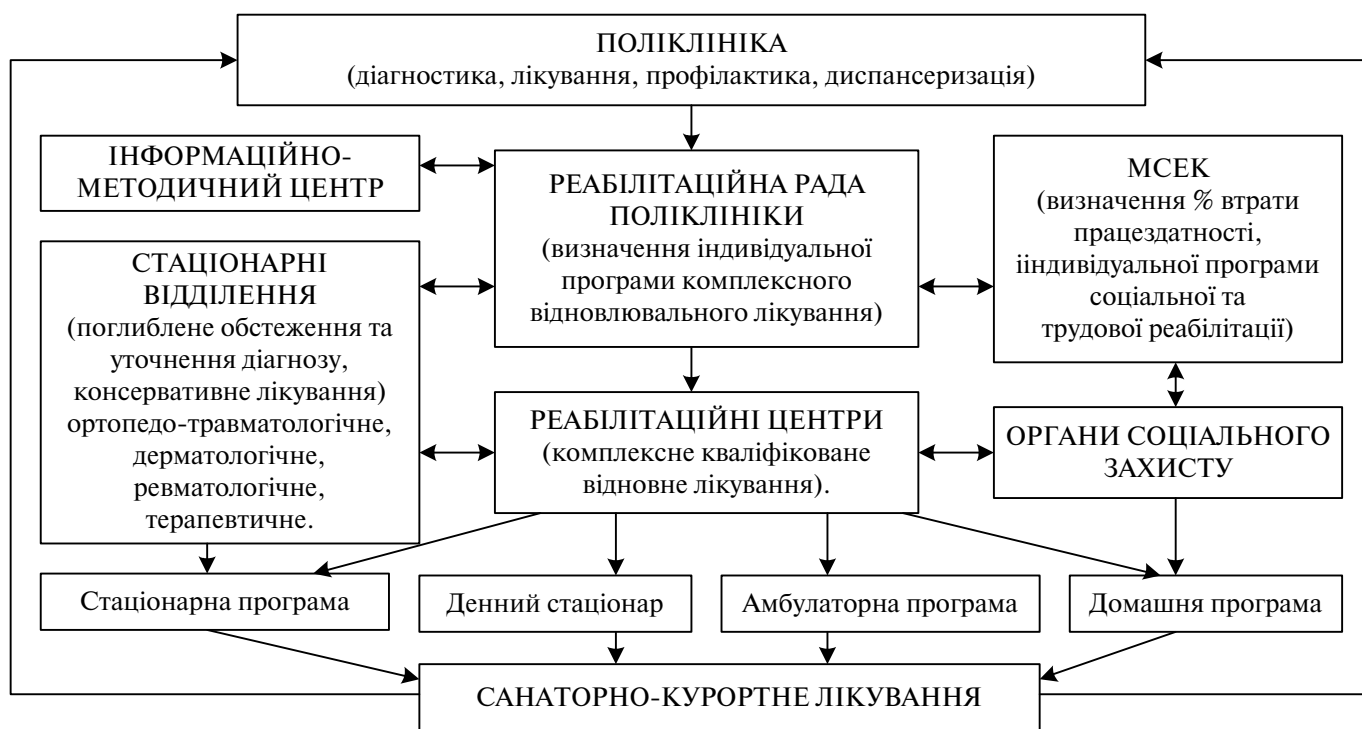 ПОЛІКЛІНІКА
(діагностика, лікування, профілактика, диспансеризація)
ІНФОРМАЦІЙНО-
МЕТОДИЧНИЙ ЦЕНТР
РЕАБІЛІТАЦІЙНА РАДА
ПОЛІКЛІНІКИ
(визначення індивідуальної
програми комплексного
відновлювального лікування)
МСЕК
(визначення % втрати
працездатності,
ііндивідуальної програми
соціальної та
трудової реабілітації)
СТАЦІОНАРНІ
ВІДДІЛЕННЯ
(поглиблене обстеження та
уточнення діагнозу,
консервативне лікування)
ортопедо-травматологічне,
дерматологічне,
ревматологічне,
терапевтичне.
РЕАБІЛІТАЦІЙНІ ЦЕНТРИ
(комплексне кваліфіковане
відновне лікування).
ОРГАНИ СОЦІАЛЬНОГО
ЗАХИСТУ
Стаціонарна програма
Денний стаціонар
Амбулаторна програма
Домашня програма
САНАТОРНО-КУРОРТНЕ ЛІКУВАННЯ